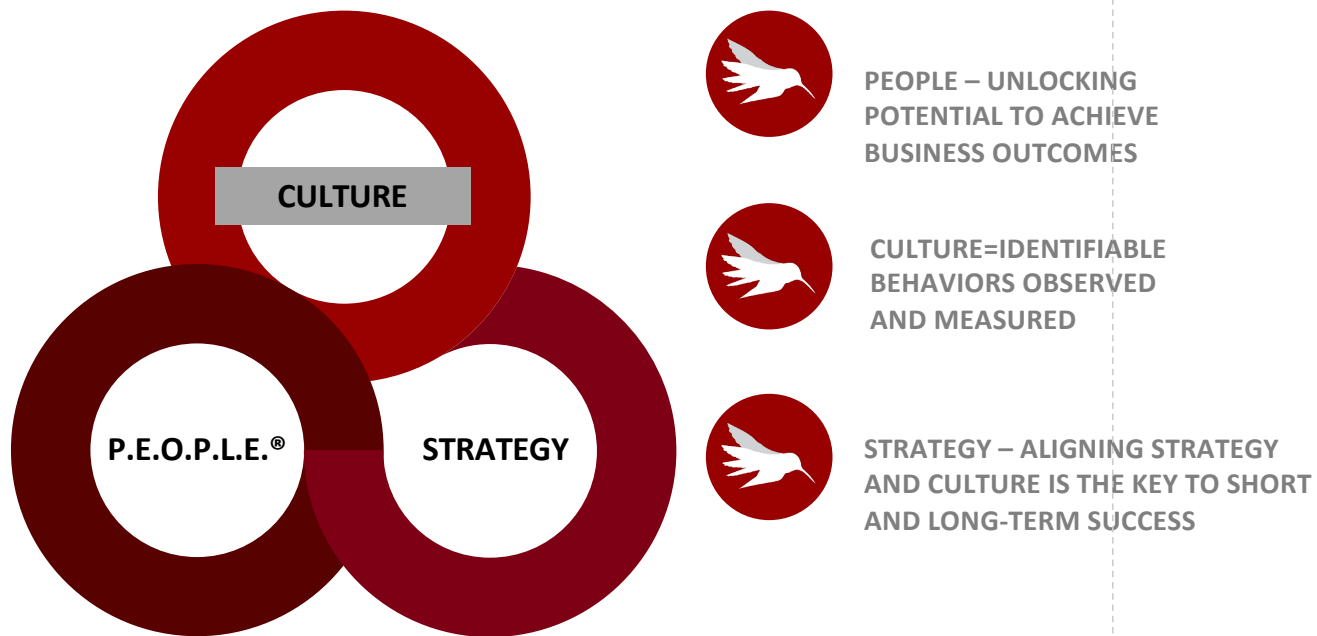 CULTURE
P.E.O.P.L.E.®
STRATEGY
PEOPLE – UNLOCKING
POTENTIAL TO ACHIEVE
BUSINESS OUTCOMES
CULTURE=IDENTIFIABLE
BEHAVIORS OBSERVED
AND MEASURED
STRATEGY – ALIGNING STRATEGY
AND CULTURE IS THE KEY TO SHORT
AND LONG-TERM SUCCESS